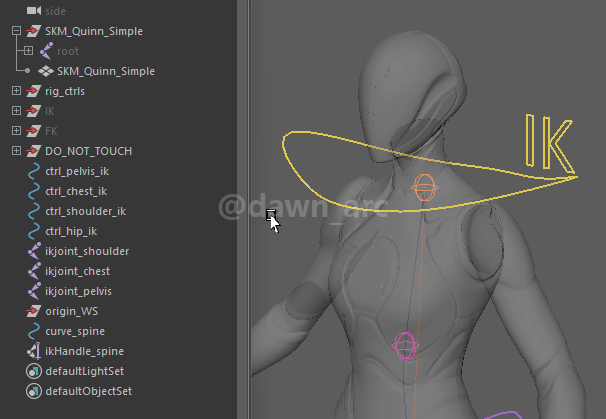 side
SKM_Quinn_Simple
root
SKM_Quinn_Simple
rig_ctrls
IK
FK
DO_NOT_TOUCH
ctrl_pelvis_ik
ctrl_chest_ik
ctrl_shoulder_ik
ctrl_hip_ik
ikjoint_shoulder
ikjoint_chest
ikjoint_pelvis
origin_WS
curve_spine
ikHandle_spine
defaultLightSet
defaultObjectSet
IK
@dawn_arc